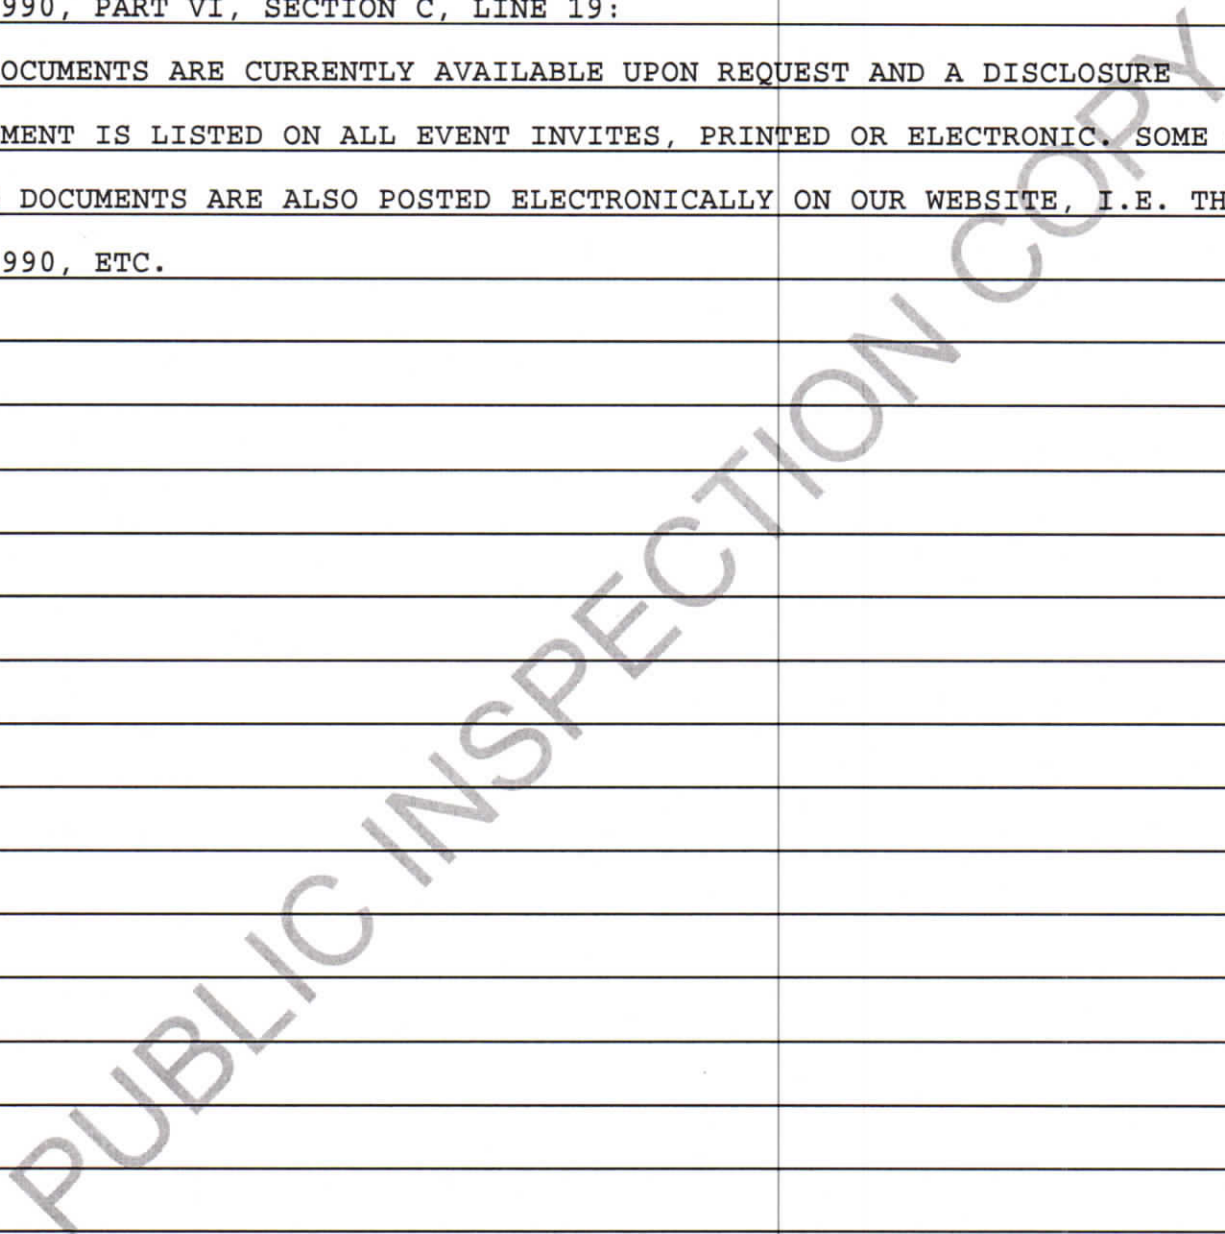 990, PART VI, SECTION C, LINE 19:
OCUMENTS ARE CURRENTLY AVAILABLE UPON REQUEST AND A DISCLOSURE
MENT IS LISTED ON ALL EVENT INVITES, PRINTED OR ELECTRONIC. SOME
DOCUMENTS ARE ALSO POSTED ELECTRONICALLY ON OUR WEBSITE, I.E. TH
990, ETC.
PUBLIC INSPECTION COPY